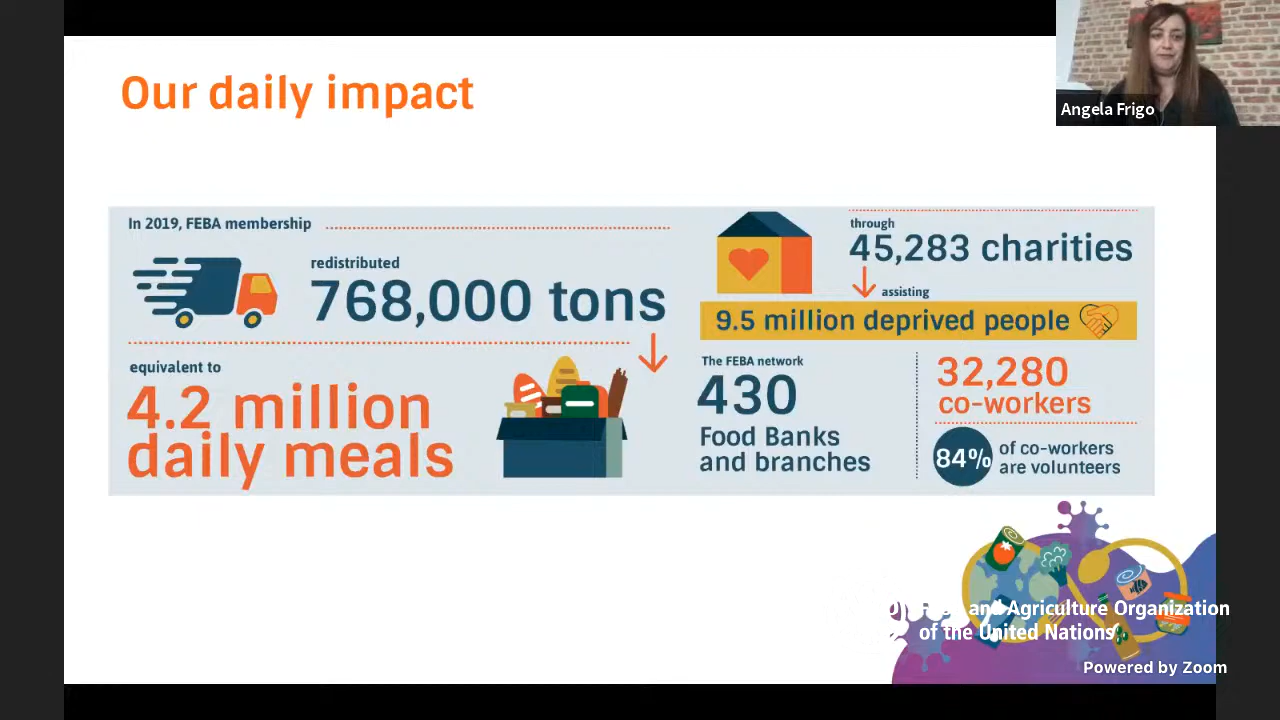 Our daily impact
Angela Frigo
In 2019, FEBA membership
redistributed
768,000 tons
equivalent to
4.2 million
daily meals
through
45,283 charities
assisting
9.5 million deprived people
The FEBA network
430
Food Banks
and branches
32,280
co-workers
84%
of co-workers
are volunteers
and Agriculture Organization
of the United Nations
Powered by Zoom